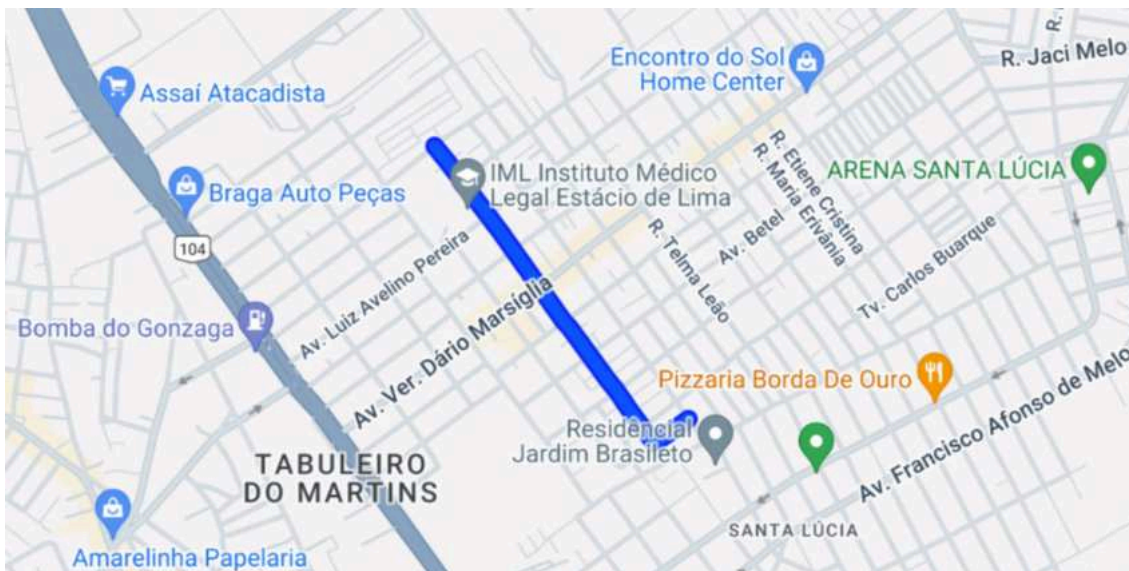 R. Jaci Melo
Encontro do Sol
Home Center
Assaí Atacadista
R. Etiene Cristina
R. Maria Erivânia
ARENA SANTA LÚCIA
IML Instituto Médico
Legal Estácio de Lima
Braga Auto Peças
104
Av. Luiz Avelino Pereira
R. Telma Leão
Av. Betel
Tv. Carlos Buarque
Bomba do Gonzaga
Av. Ver. Dário Marsiglia
Pizzaria Borda De Ouro
Av. Francisco Afonso de Melo
Residencial
Jardim Brasileto
TABULEIRO
DO MARTINS
SANTA LÚCIA
Amarelinha Papelaria